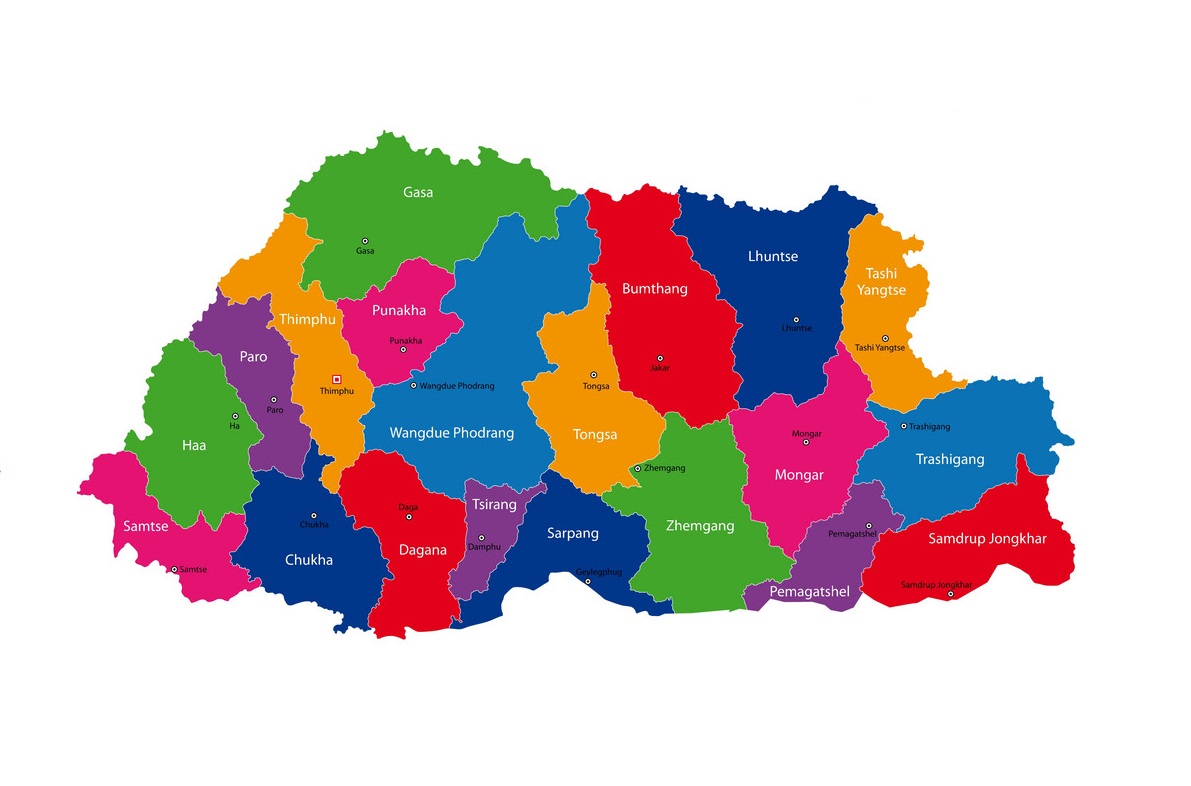 Gasa
Gasa
Lhuntse
Lhuntse
Tashi
Yangtse
Tashi Yangtse
Bumthang
Jakar
Punakha
Punakha
Thimphu
Thimphu
Paro
Paro
Haa
Ha
Wangdue Phodrang
Wangdue Phodrang
Tongsa
Tongsa
Mongar
Mongar
Trashigang
Trashigang
Zhemgang
Zhemgang
Samtse
Samtse
Chukha
Chukha
Daga
Dagana
Tsirang
Damphu
Sarpang
Geylegphug
Pemagatshel
Pemagatshel
Samdrup Jongkhar
Samdrup Jongkhar